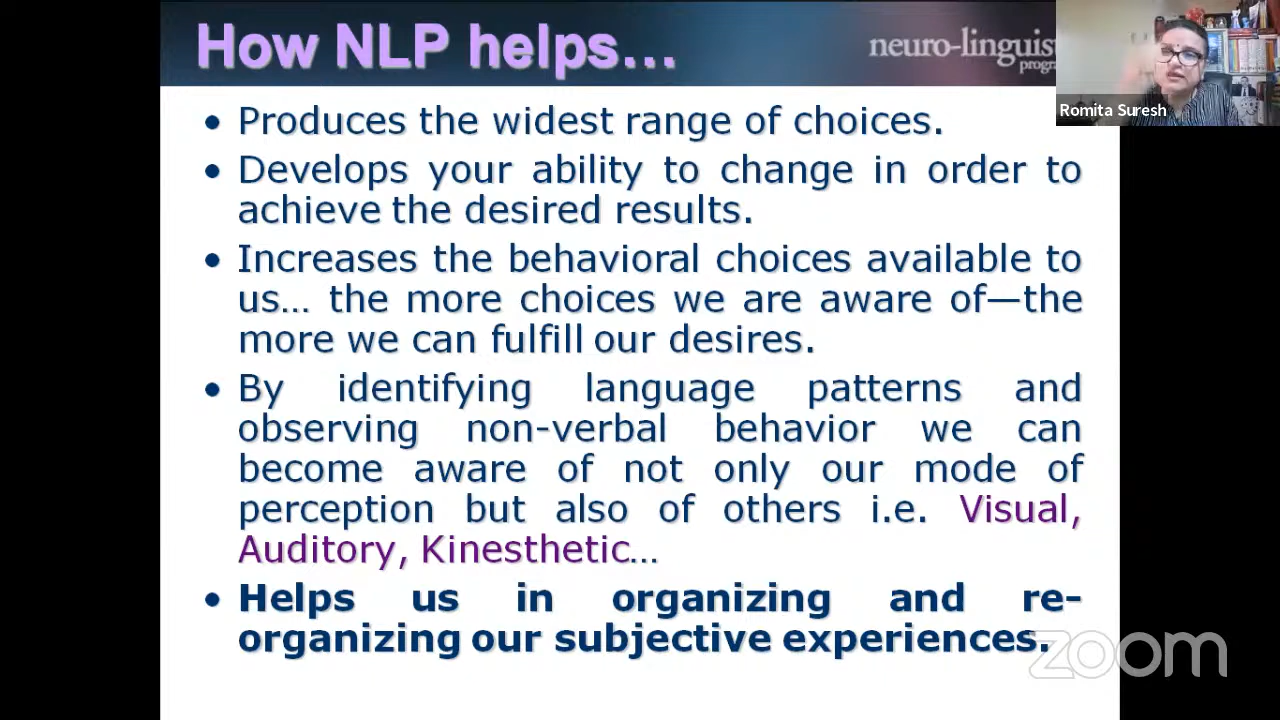 How NLP helps...
neuro-linguist
progra
Romita Suresh
• Produces the widest range of choices.
• Develops your ability to change in order to
achieve the desired results.
• Increases the behavioral choices available to
us… the more choices we are aware of—the
more we can fulfill our desires.
• By identifying language patterns and
observing non-verbal behavior we can
become aware of not only our mode of
perception but also of others i.e. Visual,
Auditory, Kinesthetic…
• Helps us in organizing and re-
organizing our subjective experiences.
zoom